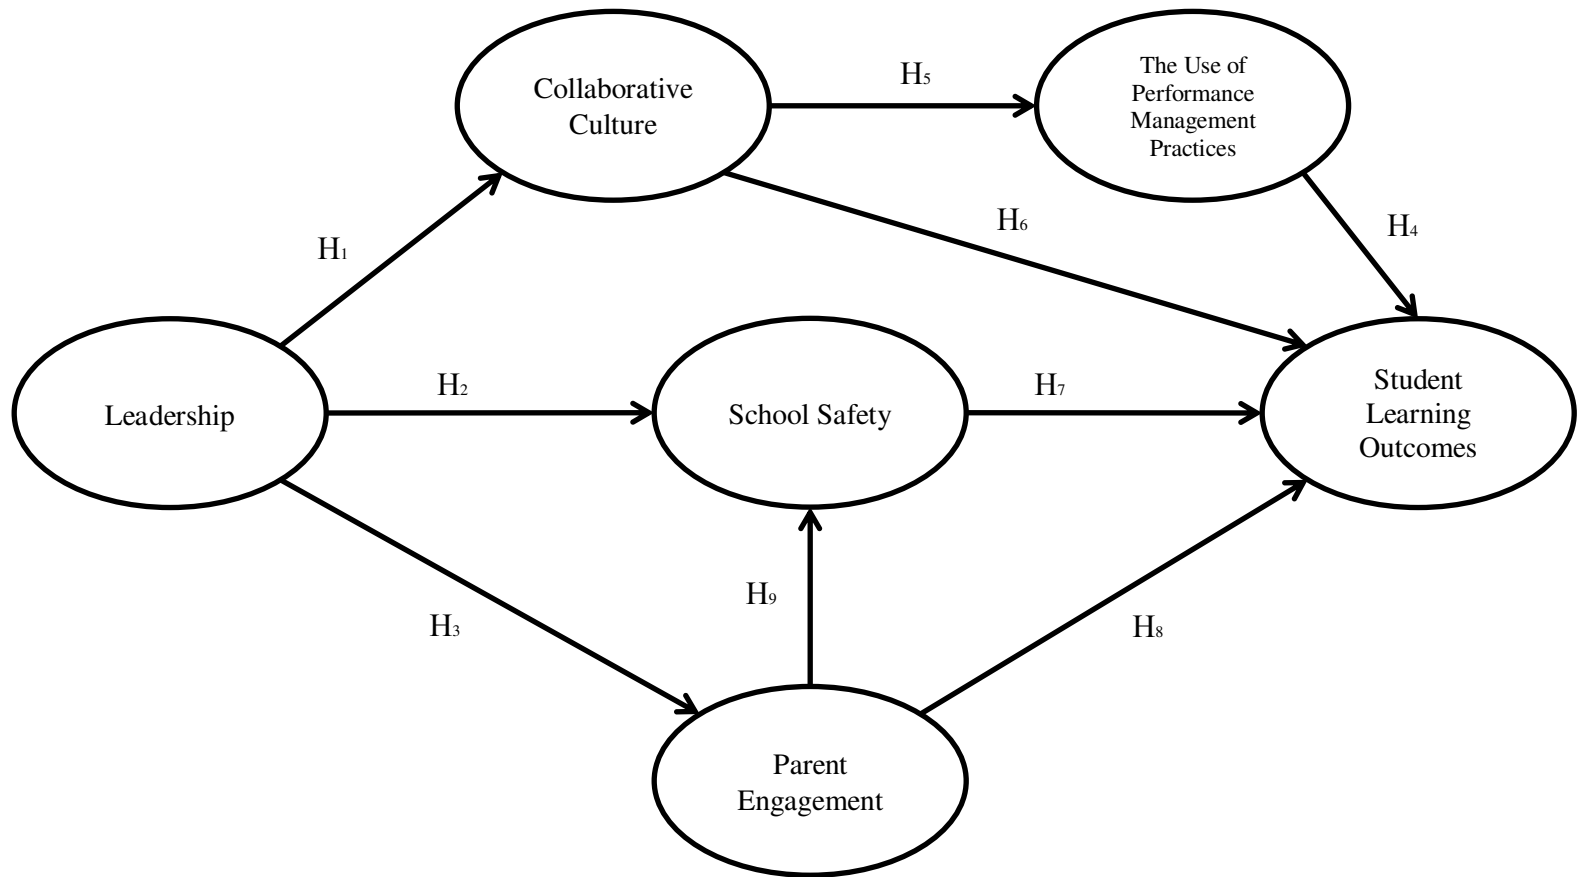 Collaborative
Culture
H5
The Use of
Performance
Management
Practices
H1
H6
H4
Leadership
H2
School Safety
H7
Student
Learning
Outcomes
H3
H9
H8
Parent
Engagement